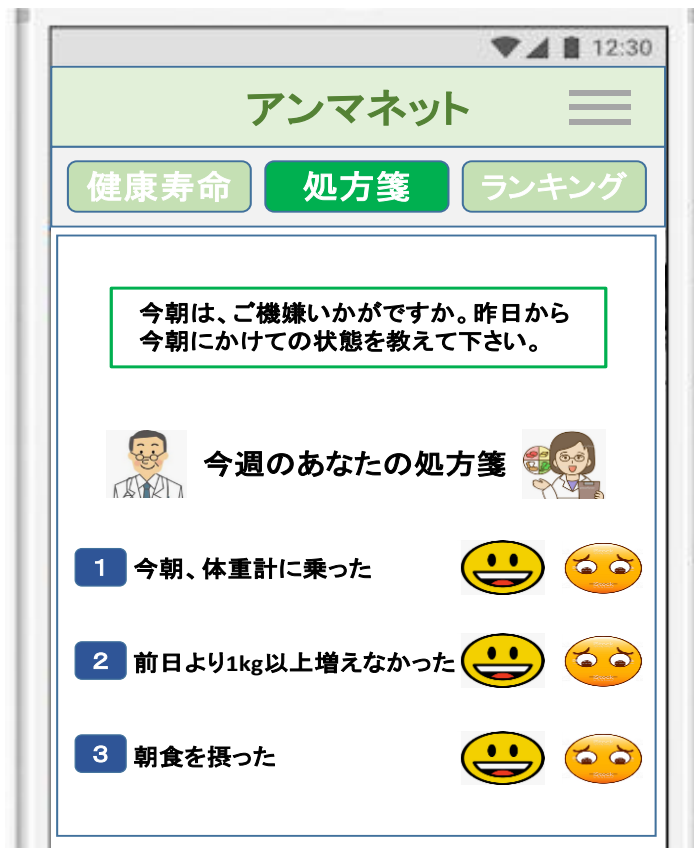 12:30
アンマネット
健康寿命 処方箋 ランキング
今朝は、ご機嫌いかがですか。昨日から
今朝にかけての状態を教えて下さい。
今週のあなたの処方箋
1 今朝、体重計に乗った
2 前日より1kg以上増えなかった
3 朝食を摂った